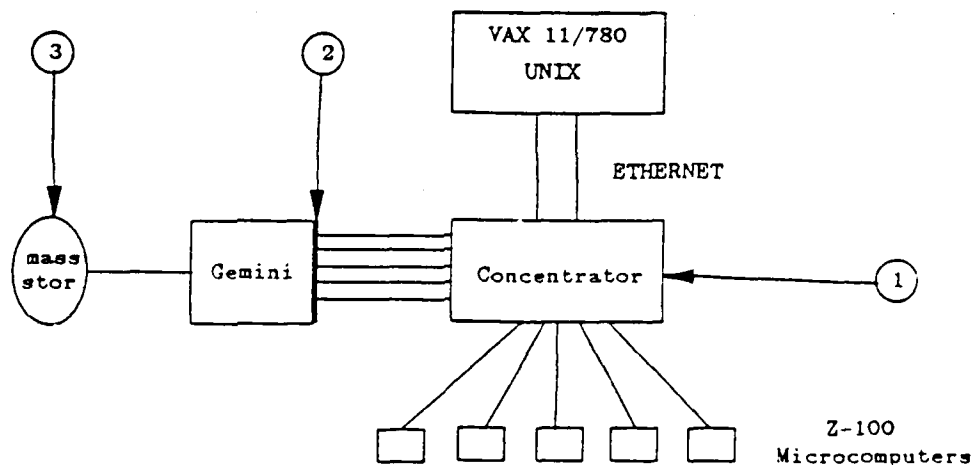 3
2
VAX 11/780
UNIX
ETHERNET
mass
stor
Gemini
Concentrator
1
Z-100
Microcomputers